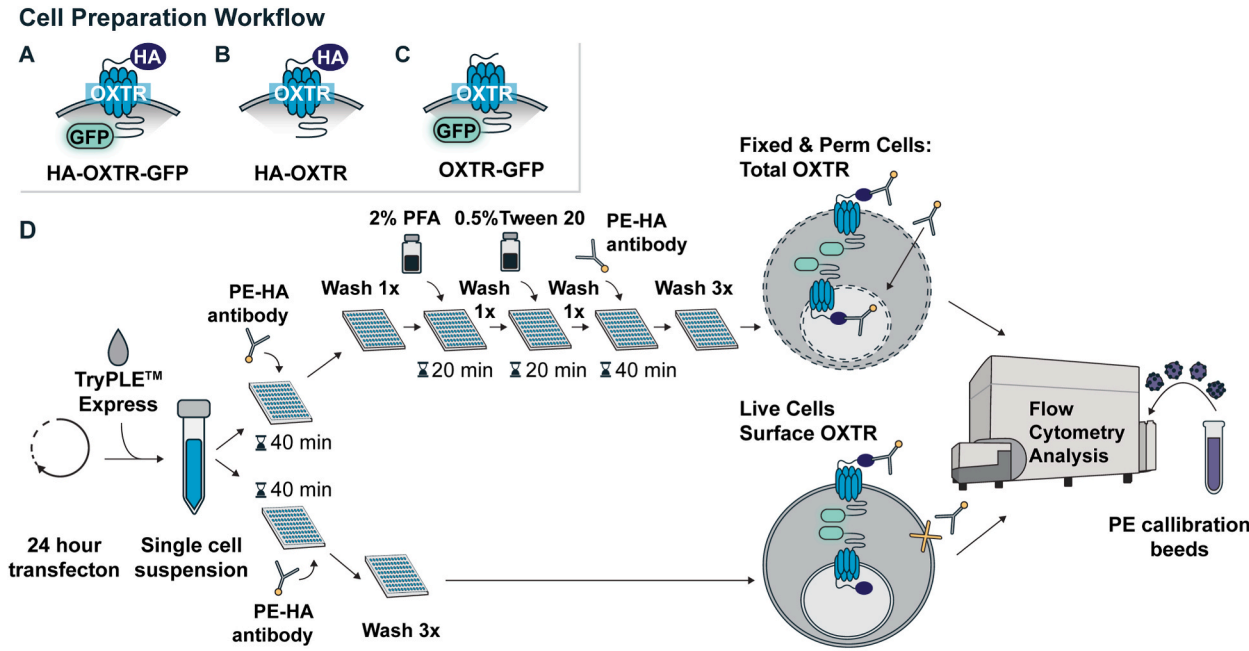 Cell Preparation Workflow
A
HA
OXTR
GFP
HA-OXTR-GFP
B
HA
OXTR
HA-OXTR
C
OXTR
GFP
OXTR-GFP
D
24 hour
transfecton
TryPLE™
Express
Single cell
suspension
PE-HA
antibody
40 min
Wash 1x
2% PFA
20 min
Wash
1x
0.5%Tween 20
20 min
Wash
1x
PE-HA
antibody
40 min
Wash 3x
Fixed & Perm Cells:
Total OXTR
40 min
PE-HA
antibody
Wash 3x
Live Cells
Surface OXTR
Flow
Cytometry
Analysis
PE callibration
beeds